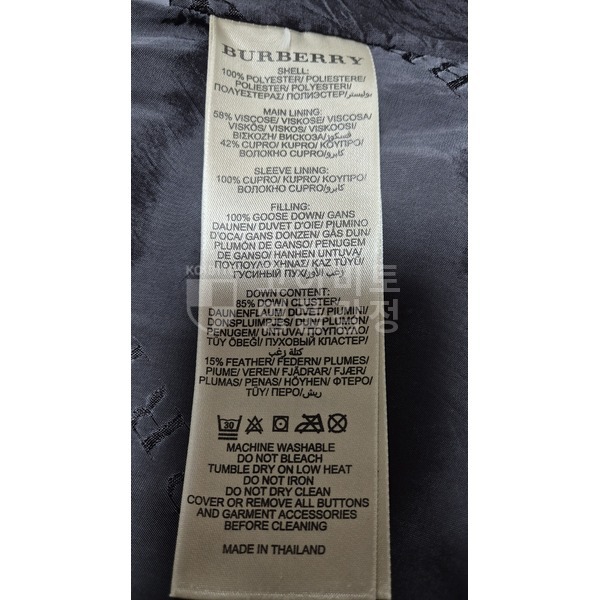 BURBERRY
SHELL:
100% POLYESTER/ POLIESTERE/
POLIESTER/ POLYESTER/
ΠΟΛΥΕΣΤΕΡΑΣ/ ПОЛИЭСТЕР/بوليستر
MAIN LINING:
58% VISCOSE/ VISKOSE/ VISCOSA/
VISKÓS/ VISKOS/ VISKOOSI/
ΒΙΣΚΟΖΗ/ ВИСКОЗА/ فسكوز
42% CUPRO/ KUPRO/ ΚΟΥΠΡΟ/
ВОЛОКНО CUPRO/ كابرو
SLEEVE LINING:
100% CUPRO/ KUPRO/ ΚΟΥΠΡΟ/
ВОЛОКНО CUPRO/ كابرو
FILLING:
100% GOOSE DOWN/ GANS
DAUNEN/ DUVET D'OIE/ PIUMINO
D'OCA/ GANS DONZEN/ GÅS DUN/
PLUMÓN DE GANSO/ PENUGEM
DE GANSO/ HANHEN UNTUVA/
ΠΟΥΠΟΥΛΟ ΧΗΝΑΣ/ KAZ TÜYÜ/
ГУСИНЫЙ ПУХ/ زغب الأوز
DOWN CONTENT:
85% DOWN CLUSTER/
DAUNENFLAUM/ DUVET/ PIUMINI/
DONSPLUIMPJES/ DUN/ PLUMÓN/
PENUGEM/ UNTUVA/ ΠΟΥΠΟΥΛΟ/
TÜY ÖBEĞI/ ПУХОВЫЙ КЛАСТЕР/
كتلة زغب
15% FEATHER/ FEDERN/ PLUMES/
PIUME/ VEREN/ FJÄDRAR/ FJÆR/
PLUMAS/ PENAS/ HÖYHEN/ ΦΤΕΡΟ/
TÜY/ ПЕРО/ ريش
30
MACHINE WASHABLE
DO NOT BLEACH
TUMBLE DRY ON LOW HEAT
DO NOT IRON
DO NOT DRY CLEAN
COVER OR REMOVE ALL BUTTONS
AND GARMENT ACCESSORIES
BEFORE CLEANING
MADE IN THAILAND